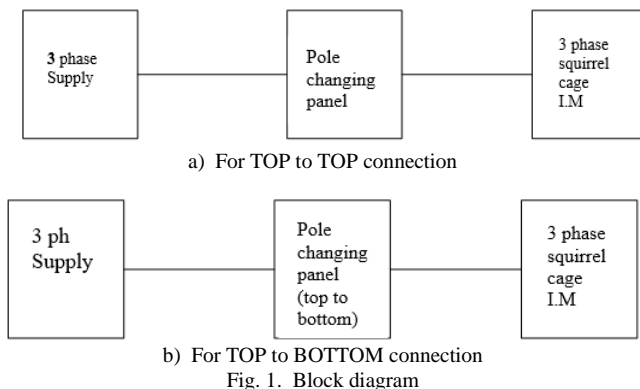 3 phase
Supply
Pole
changing
panel
3 phase
squirrel
cage
I.M
a) For TOP to TOP connection
3 ph
Supply
Pole
changing
panel
(top to
bottom)
3 phase
squirrel
cage
I.M
b) For TOP to BOTTOM connection
Fig. 1. Block diagram